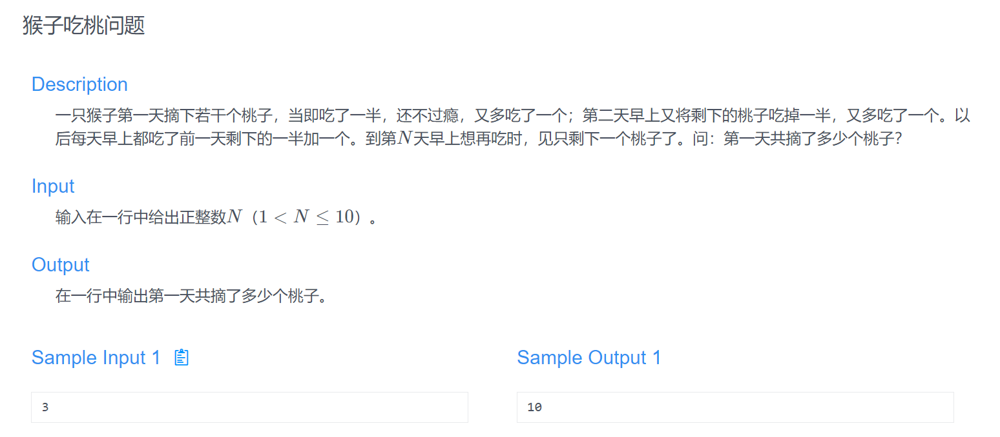 猴子吃桃问题
Description
一只猴子第一天摘下若干个桃子，当即吃了一半，还不过瘾，又多吃了一个；第二天早上又将剩下的桃子吃掉一半，又多吃了一个。以
后每天早上都吃了前一天剩下的一半加一个。到第N天早上想再吃时，见只剩下一个桃子了。问：第一天共摘了多少个桃子？
Input
输入在一行中给出正整数N（1 < N ≤ 10）。
Output
在一行中输出第一天共摘了多少个桃子。
Sample Input 1
Sample Output 1
3
10